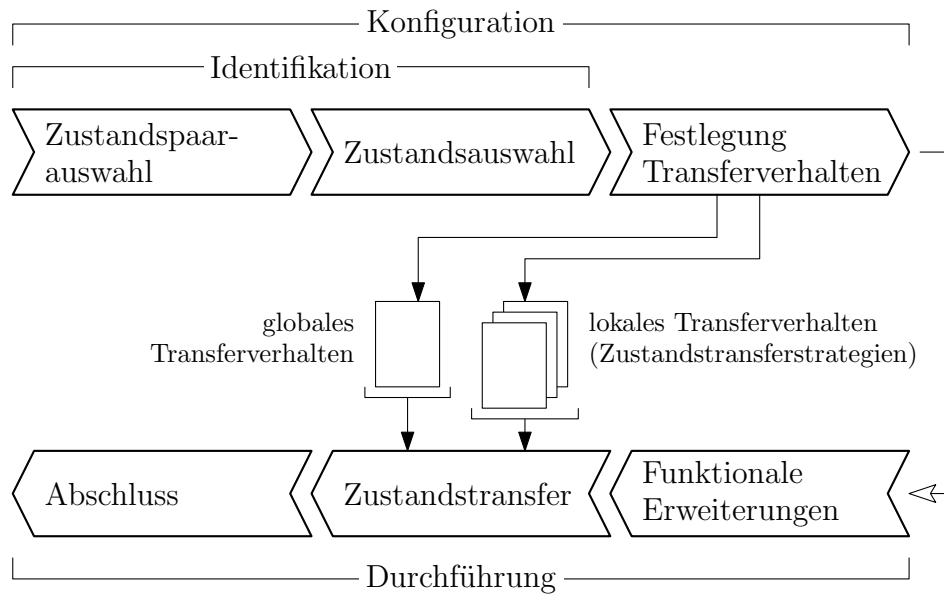 Konfiguration
Identifikation
Zustandspaar-
auswahl
Zustandsauswahl
Festlegung
Transferverhalten
globales
Transferverhalten
lokales Transferverhalten
(Zustandstransferstrategien)
Abschluss
Zustandstransfer
Funktionale
Erweiterungen
Durchführung